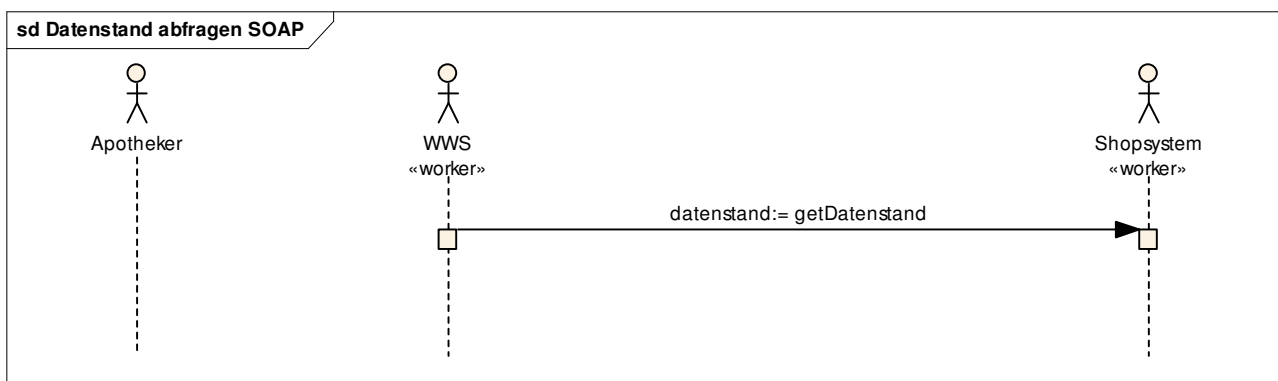 sd Datenstand abfragen SOAP
Apotheker
WWS
«worker»
Shopsystem
«worker»
datenstand:= getDatenstand